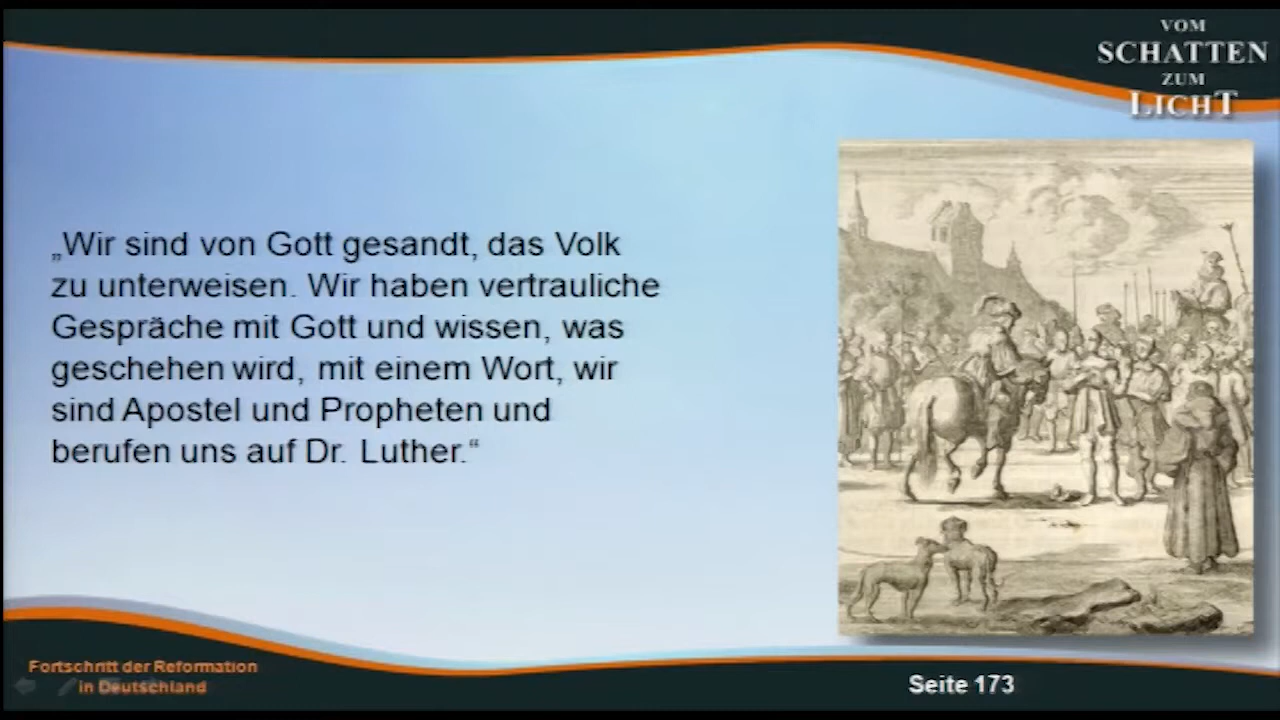 VOM
SCHATTEN
ZUM
LICHT
„Wir sind von Gott gesandt, das Volk
zu unterweisen. Wir haben vertrauliche
Gespräche mit Gott und wissen, was
geschehen wird, mit einem Wort, wir
sind Apostel und Propheten und
berufen uns auf Dr. Luther.“
Fortschritt der Reformation
in Deutschland
Seite 173